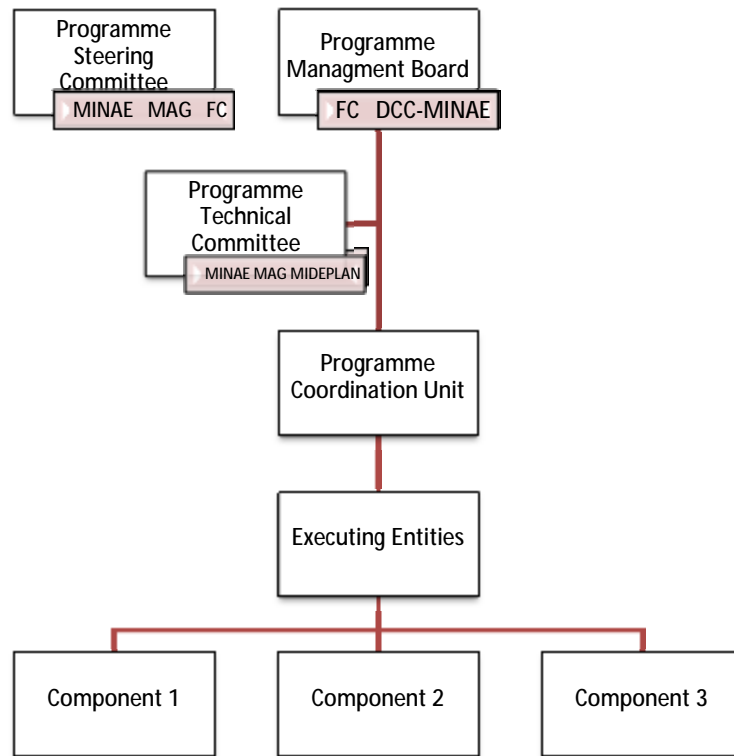 Programme
Steering
Committee
MINAE MAG FC
Programme
Managment Board
FC DCC-MINAE
Programme
Technical
Committee
MINAE MAG MIDEPLAN
Programme
Coordination Unit
Executing Entities
Component 1
Component 2
Component 3